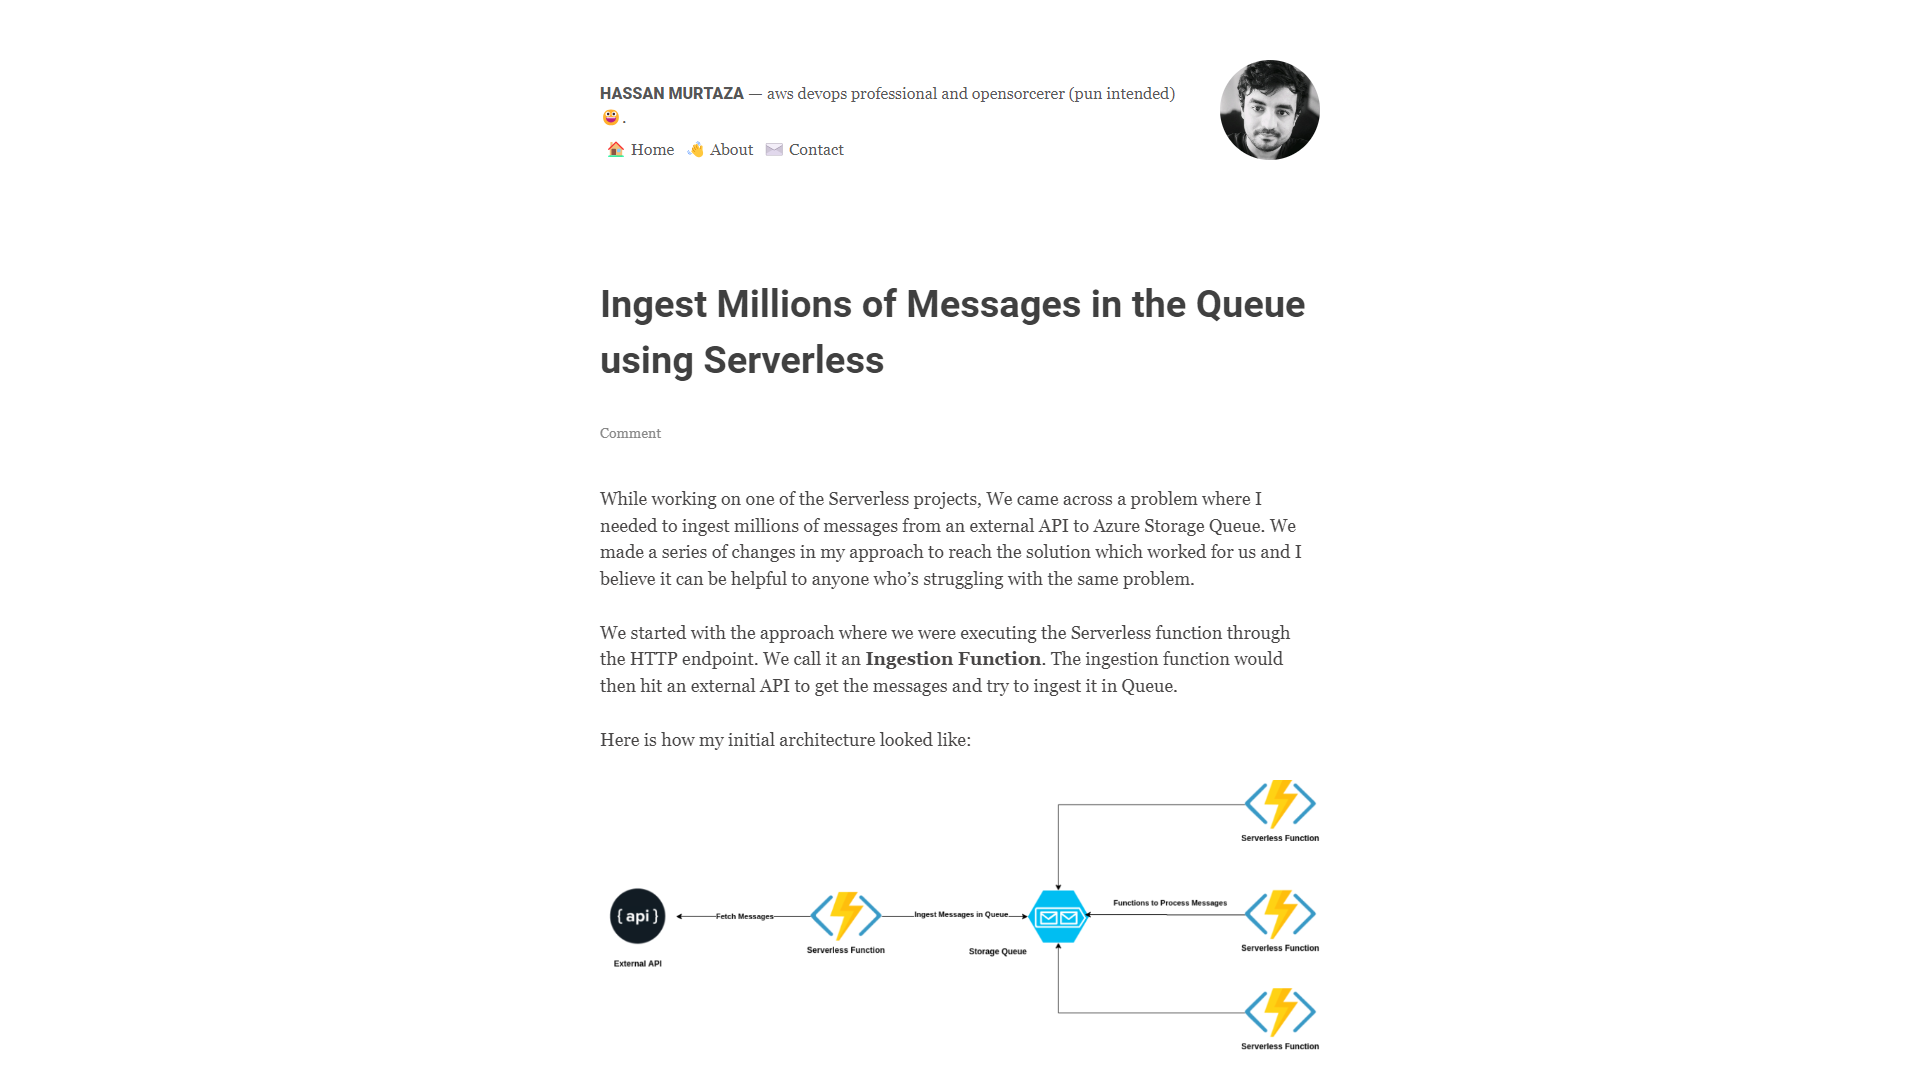 HASSAN MURTAZA — aws devops professional and opensorcerer (pun intended)
😀.
🏠 Home 👋 About ✉️ Contact
Ingest Millions of Messages in the Queue
using Serverless
Comment
While working on one of the Serverless projects, We came across a problem where I
needed to ingest millions of messages from an external API to Azure Storage Queue. We
made a series of changes in my approach to reach the solution which worked for us and I
believe it can be helpful to anyone who’s struggling with the same problem.
We started with the approach where we were executing the Serverless function through
the HTTP endpoint. We call it an Ingestion Function. The ingestion function would
then hit an external API to get the messages and try to ingest it in Queue.
Here is how my initial architecture looked like:
Serverless Function
{ api }
Fetch Messages
Ingest Messages in Queue
Functions to Process Messages
Serverless Function
Storage Queue
Serverless Function
External API
Serverless Function